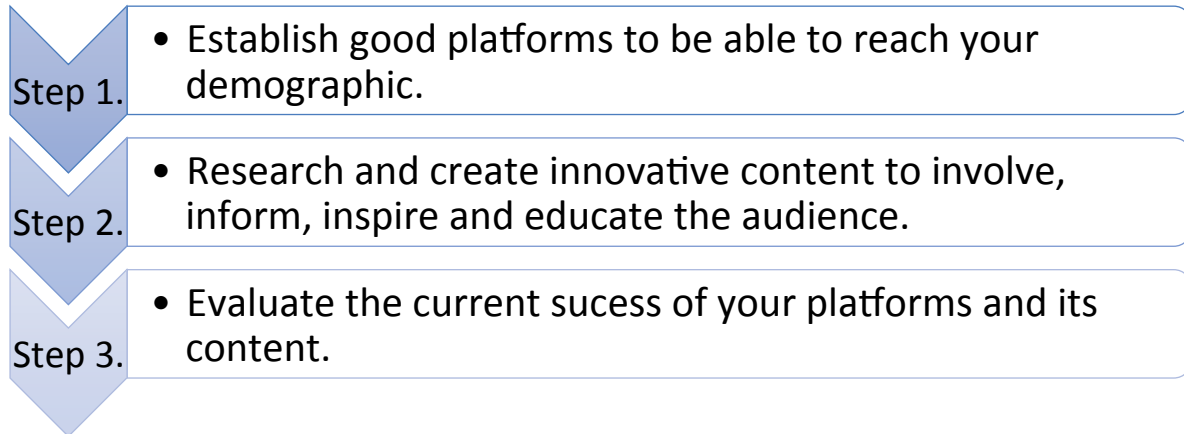 Step 1.
• Establish good platforms to be able to reach your
demographic.
Step 2.
• Research and create innovative content to involve,
inform, inspire and educate the audience.
Step 3.
• Evaluate the current sucess of your platforms and its
content.